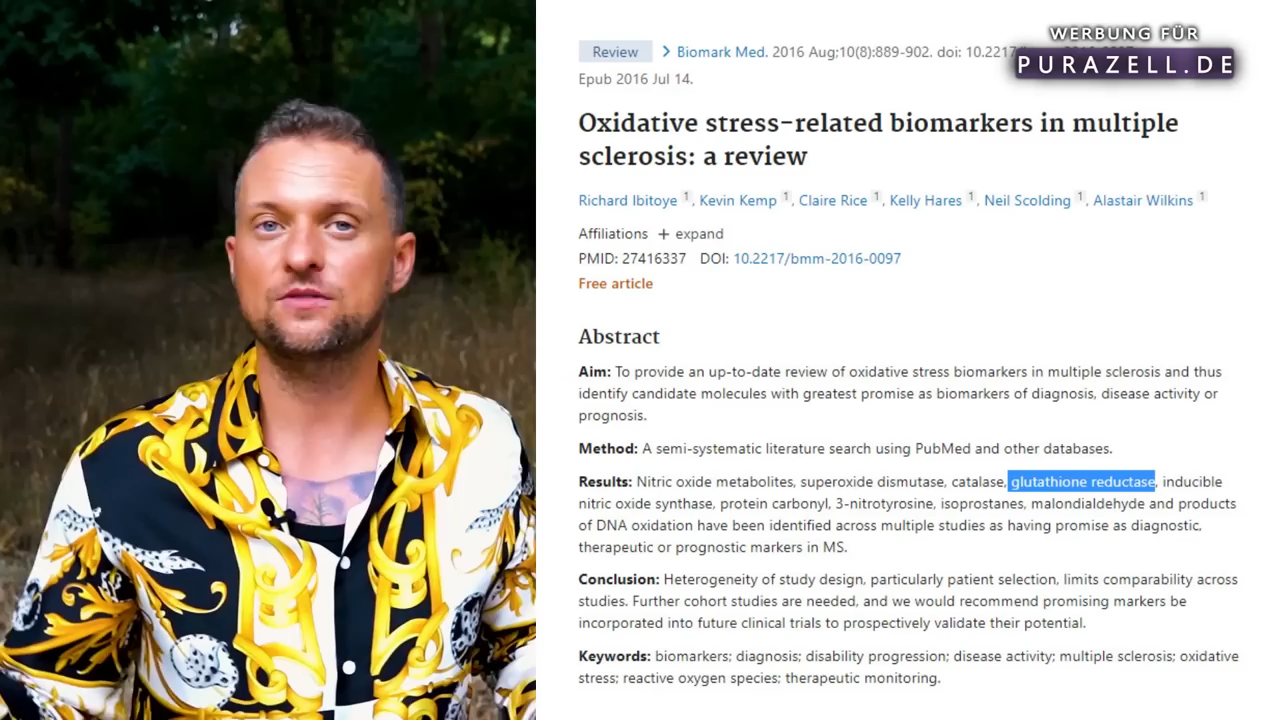 WERBUNG FÜR
PURAZELL.DE
Review > Biomark Med. 2016 Aug;10(8):889-902. doi: 10.2217/
Epub 2016 Jul 14.
Oxidative stress-related biomarkers in multiple
sclerosis: a review
Richard Ibitoye 1, Kevin Kemp 1, Claire Rice 1, Kelly Hares 1, Neil Scolding 1, Alastair Wilkins 1
Affiliations + expand
PMID: 27416337 DOI: 10.2217/bmm-2016-0097
Free article
Abstract
Aim: To provide an up-to-date review of oxidative stress biomarkers in multiple sclerosis and thus
identify candidate molecules with greatest promise as biomarkers of diagnosis, disease activity or
prognosis.
Method: A semi-systematic literature search using PubMed and other databases.
Results: Nitric oxide metabolites, superoxide dismutase, catalase, glutathione reductase, inducible
nitric oxide synthase, protein carbonyl, 3-nitrotyrosine, isoprostanes, malondialdehyde and products
of DNA oxidation have been identified across multiple studies as having promise as diagnostic,
therapeutic or prognostic markers in MS.
Conclusion: Heterogeneity of study design, particularly patient selection, limits comparability across
studies. Further cohort studies are needed, and we would recommend promising markers be
incorporated into future clinical trials to prospectively validate their potential.
Keywords: biomarkers; diagnosis; disability progression; disease activity; multiple sclerosis; oxidative
stress; reactive oxygen species; therapeutic monitoring.